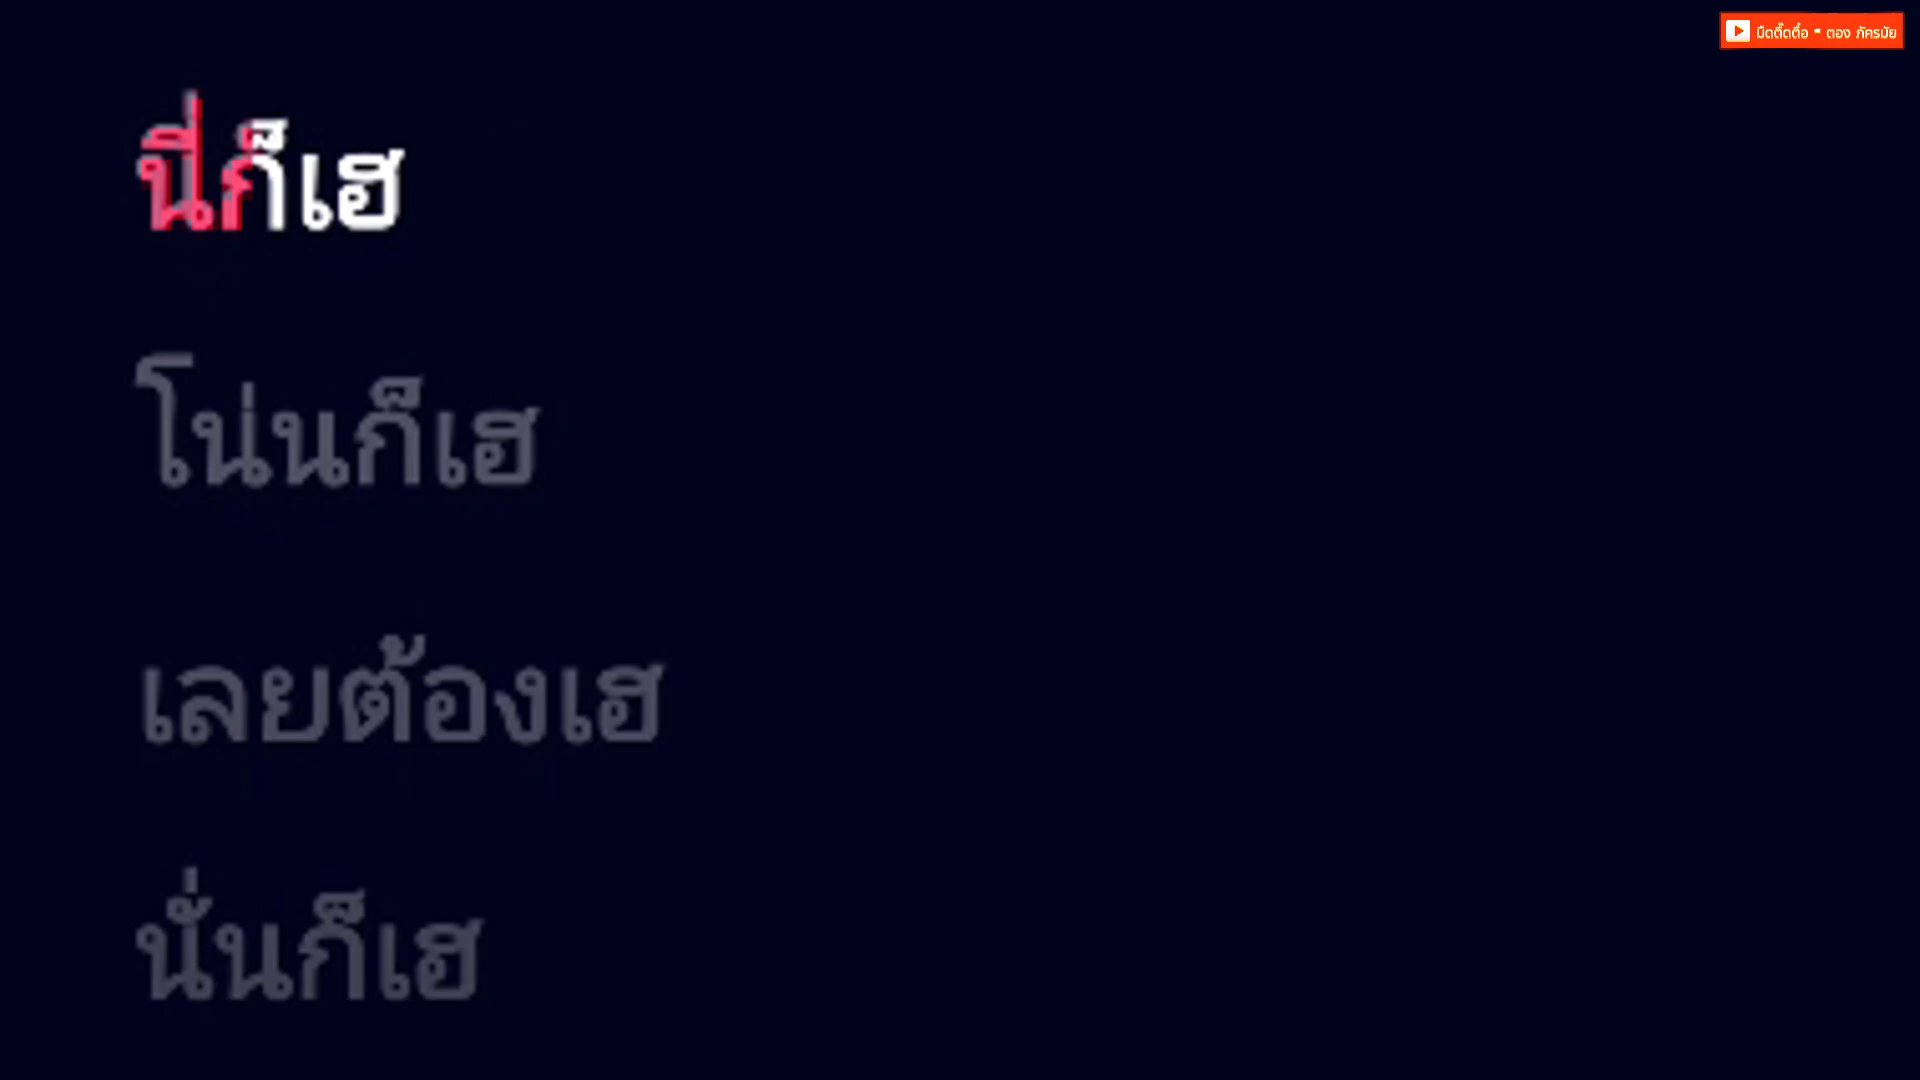 มืดตึ๊ดตื๋อ - ตอง ภัครมัย
นี่ก็เฮ
โน่นก็เฮ
เลยต้องเฮ
นั่นก็เฮ